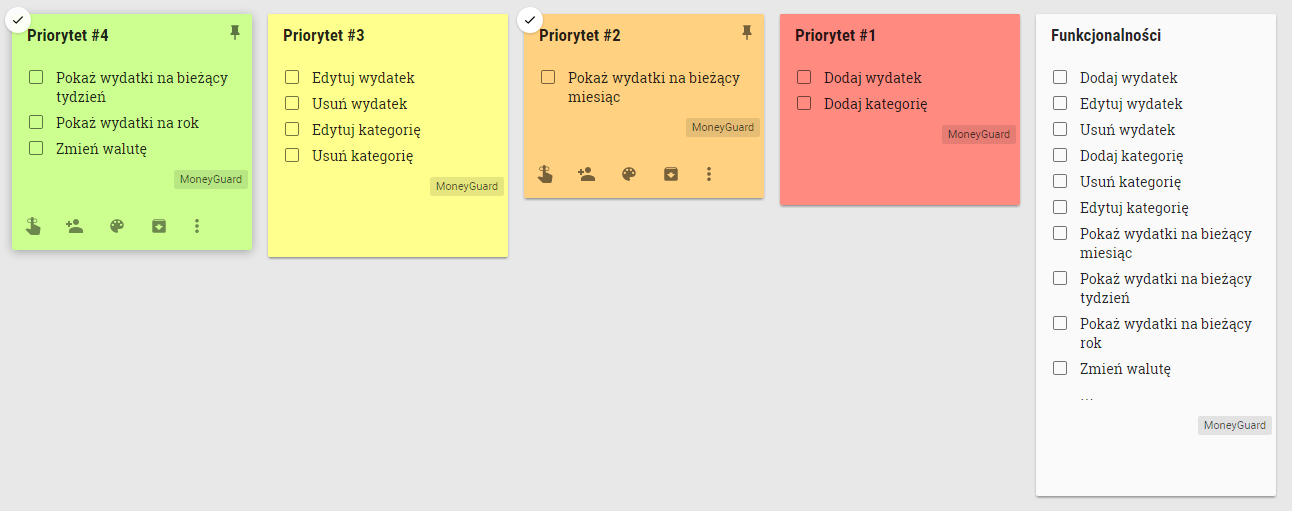 Priorytet #4
Pokaż wydatki na bieżący
tydzień
Pokaż wydatki na rok
Zmień walutę
MoneyGuard
Priorytet #3
Edytuj wydatek
Usuń wydatek
Edytuj kategorię
Usuń kategorię
MoneyGuard
Priorytet #2
Pokaż wydatki na bieżący
miesiąc
MoneyGuard
Priorytet #1
Dodaj wydatek
Dodaj kategorię
MoneyGuard
Funkcjonalności
Dodaj wydatek
Edytuj wydatek
Usuń wydatek
Dodaj kategorię
Usuń kategorię
Edytuj kategorię
Pokaż wydatki na bieżący
miesiąc
Pokaż wydatki na bieżący
tydzień
Pokaż wydatki na bieżący
rok
Zmień walutę
...
MoneyGuard